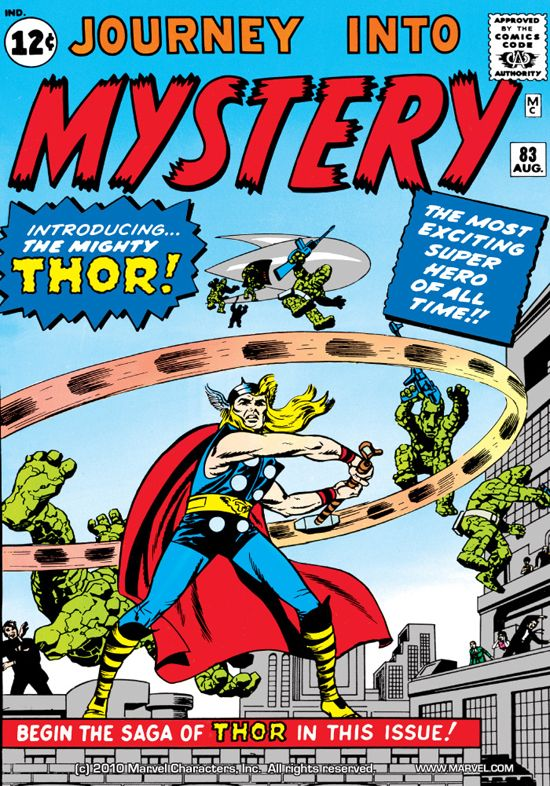 IND.
12¢
JOURNEY INTO
MYSTERY
APPROVED
BY THE
COMICS
CODE
CA
AUTHORITY
M
C
83
AUG.
INTRODUCING...
THE MIGHTY
THOR!
THE MOST
EXCITING
SUPER
HERO
OF ALL
TIME!!
BEGIN THE SAGA OF THOR IN THIS ISSUE!
(c) 2010 Marvel Characters, Inc. All rights reserved. WWW.MARVEL.COM